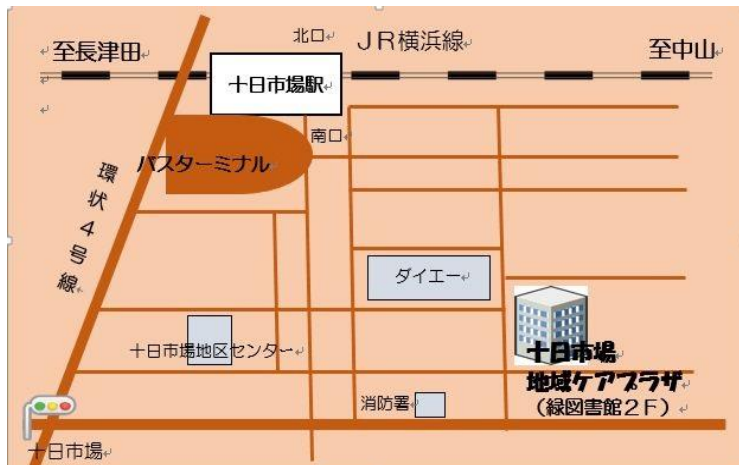 北口
JR横浜線
至長津田
至中山
十日市場駅
南口
バスターミナル
環状4号線
ダイエー
十日市場地区センター
十日市場
地域ケアプラザ
(緑図書館2F)
消防署
十日市場